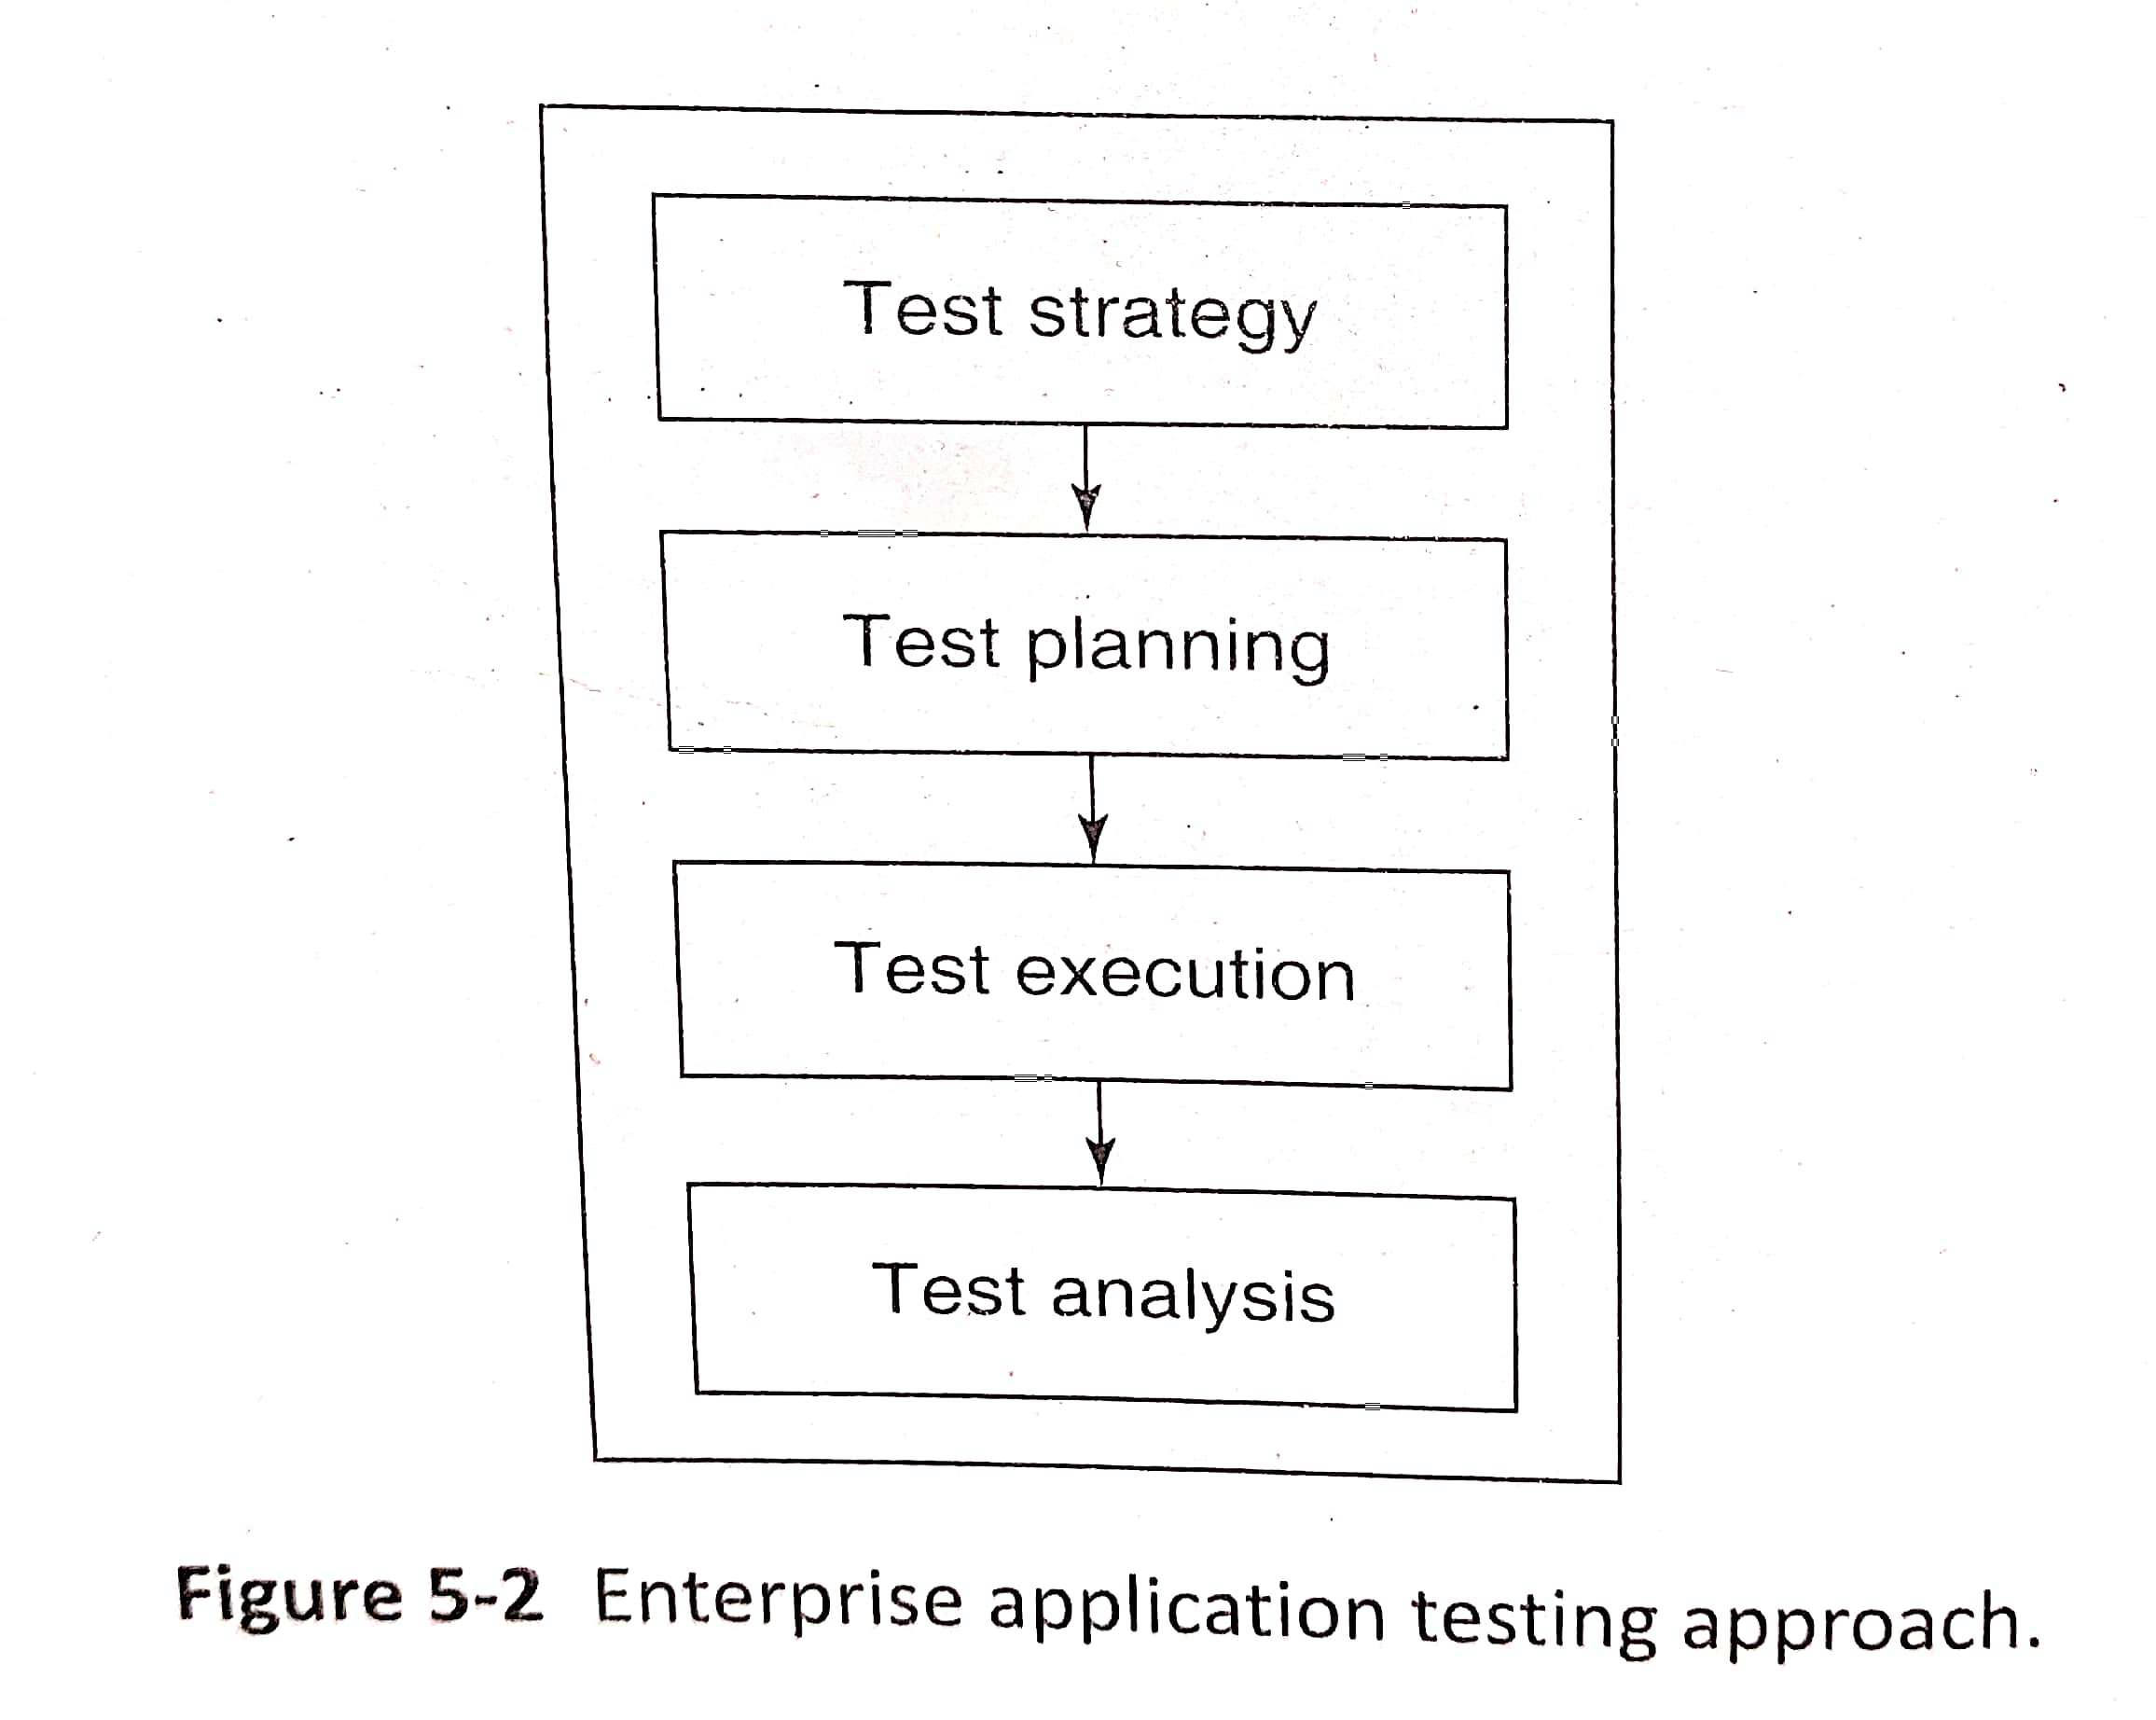 Test strategy
Test planning
Test execution
Test analysis
Figure 5-2 Enterprise application testing approach.